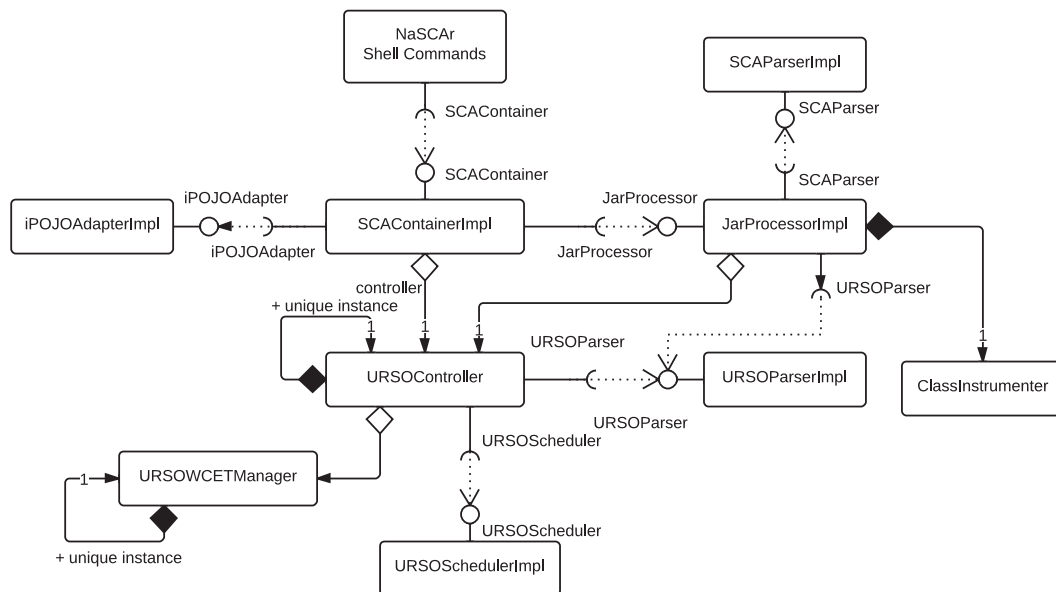 NaSCAr
Shell Commands
SCAParserImpl
SCAContainer
SCAParser
SCAContainer
SCAParser
iPOJOAdapter
JarProcessor
iPOJOAdapterImpl
SCAContainerImpl
JarProcessorImpl
iPOJOAdapter
JarProcessor
controller
URSOParser
+ unique instance
1
1
1
1
URSOParser
URSOController
URSOParserImpl
ClassInstrumenter
URSOParser
URSOScheduler
1
URSOWCETManager
URSOScheduler
+ unique instance
URSOSchedulerImpl